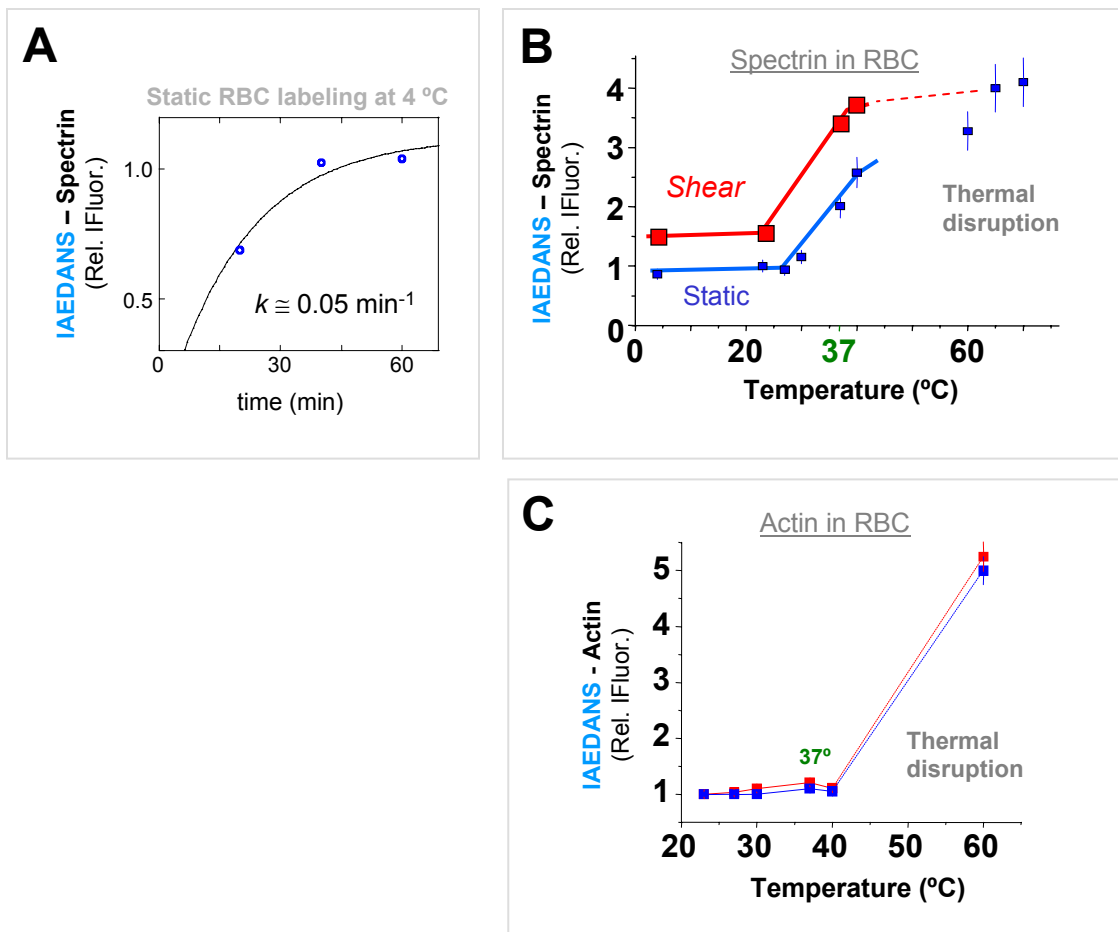 A
Static RBC labeling at 4 ºC
IAEDANS – Spectrin
(Rel. IFluor.)
1.0
0.5
k ≅ 0.05 min-1
0
30
60
time (min)
B
Spectrin in RBC
IAEDANS – Spectrin
(Rel. IFluor.)
4
3
2
1
0
Shear
Static
Thermal
disruption
0
20
37
60
Temperature (ºC)
C
Actin in RBC
IAEDANS - Actin
(Rel. IFluor.)
5
4
3
2
1
37º
Thermal
disruption
20
30
40
50
60
Temperature (ºC)